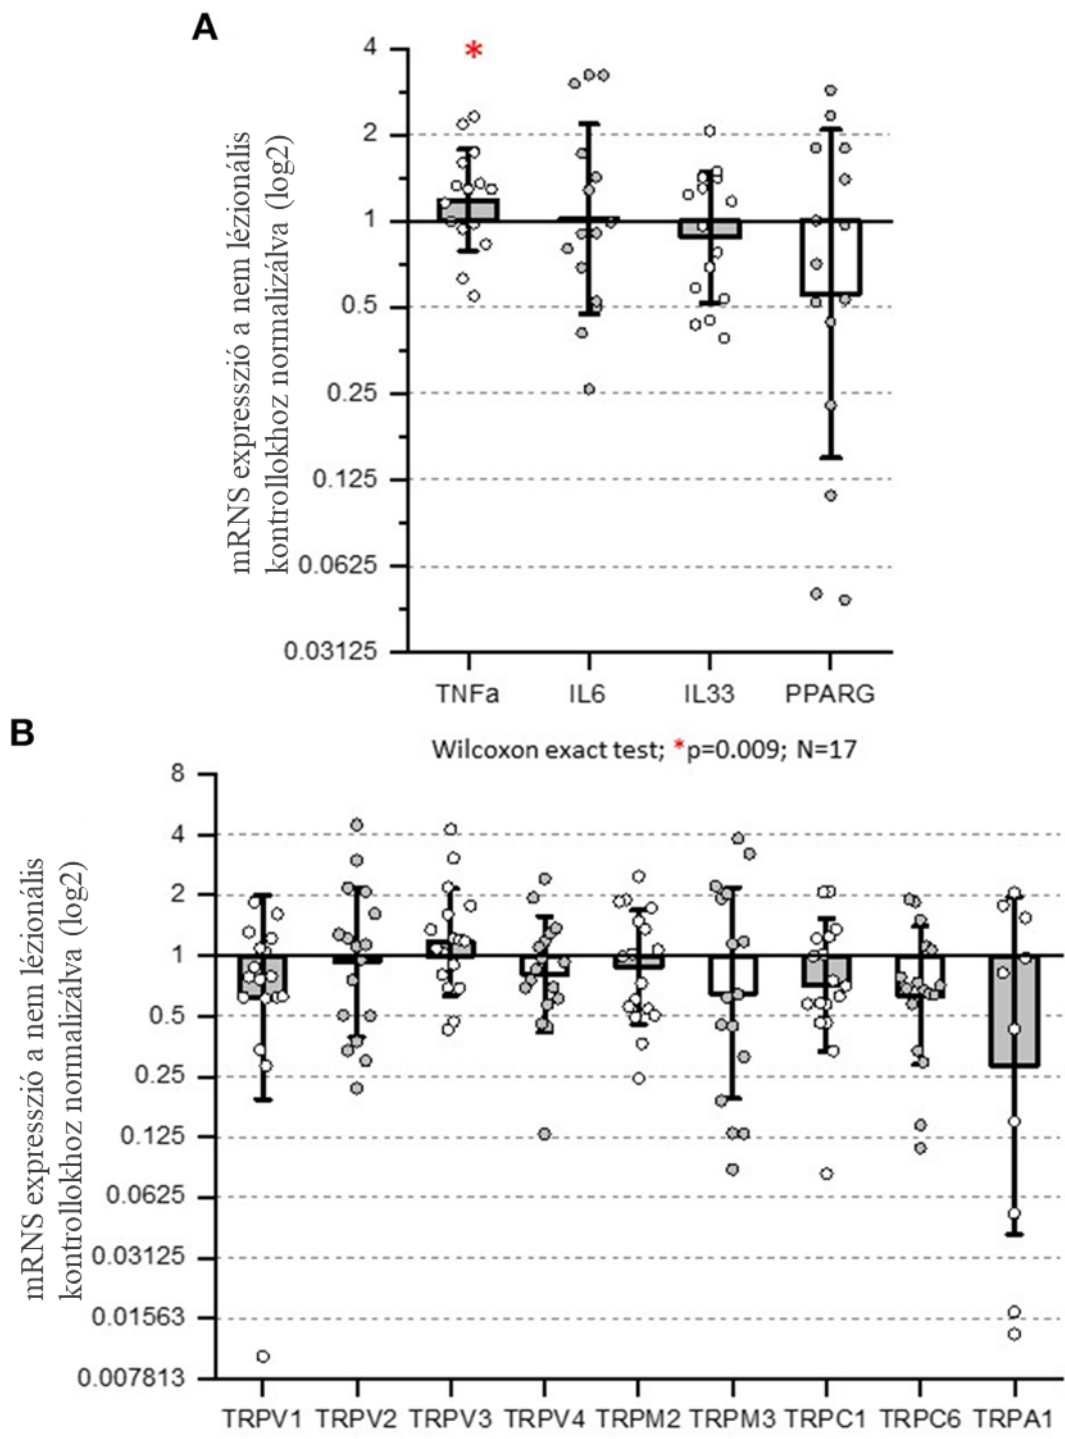 A
*
mRNS expresszió a nem lézionális
kontrollokhoz normalizálva (log2)
4
2
1
0.5
0.25
0.125
0.0625
0.03125
TNFa IL6 IL33 PPARG
Wilcoxon exact test; *p=0.009; N=17
B
mRNS expresszió a nem lézionális
kontrollokhoz normalizálva (log2)
8
4
2
1
0.5
0.25
0.125
0.0625
0.03125
0.01563
0.007813
TRPV1 TRPV2 TRPV3 TRPV4 TRPM2 TRPM3 TRPC1 TRPC6 TRPA1